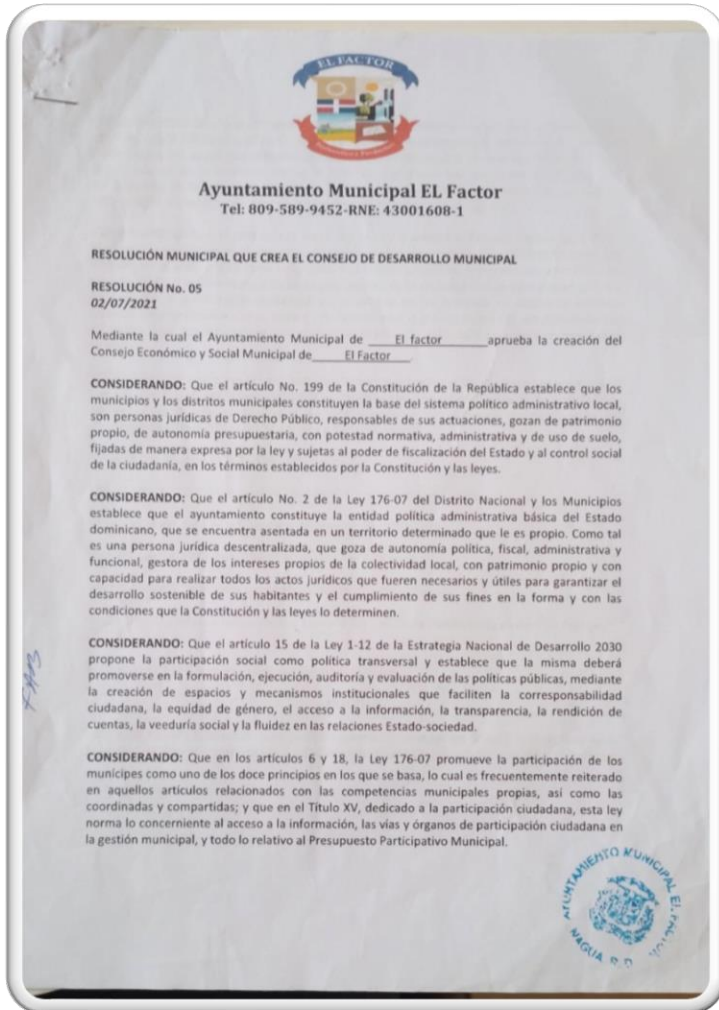 EL FACTOR
Ayuntamiento Municipal EL Factor
Tel: 809-589-9452-RNE: 43001608-1
RESOLUCIÓN MUNICIPAL QUE CREA EL CONSEJO DE DESARROLLO MUNICIPAL
RESOLUCIÓN No. 05
02/07/2021
Mediante la cual el Ayuntamiento Municipal de ____El factor_______aprueba la creación del
Consejo Económico y Social Municipal de_____El Factor___.
CONSIDERANDO: Que el artículo No. 199 de la Constitución de la República establece que los
municipios y los distritos municipales constituyen la base del sistema político administrativo local,
son personas jurídicas de Derecho Público, responsables de sus actuaciones, gozan de patrimonio
propio, de autonomía presupuestaria, con potestad normativa, administrativa y de uso de suelo,
fijadas de manera expresa por la ley y sujetas al poder de fiscalización del Estado y al control social
de la ciudadanía, en los términos establecidos por la Constitución y las leyes.
CONSIDERANDO: Que el artículo No. 2 de la Ley 176-07 del Distrito Nacional y los Municipios
establece que el ayuntamiento constituye la entidad política administrativa básica del Estado
dominicano, que se encuentra asentada en un territorio determinado que le es propio. Como tal
es una persona jurídica descentralizada, que goza de autonomía política, fiscal, administrativa y
funcional, gestora de los intereses propios de la colectividad local, con patrimonio propio y con
capacidad para realizar todos los actos jurídicos que fueren necesarios y útiles para garantizar el
desarrollo sostenible de sus habitantes y el cumplimiento de sus fines en la forma y con las
condiciones que la Constitución y las leyes lo determinen.
CONSIDERANDO: Que el artículo 15 de la Ley 1-12 de la Estrategia Nacional de Desarrollo 2030
propone la participación social como política transversal y establece que la misma deberá
promoverse en la formulación, ejecución, auditoría y evaluación de las políticas públicas, mediante
la creación de espacios y mecanismos institucionales que faciliten la corresponsabilidad
ciudadana, la equidad de género, el acceso a la información, la transparencia, la rendición de
cuentas, la veeduría social y la fluidez en las relaciones Estado-sociedad.
CONSIDERANDO: Que en los artículos 6 y 18, la Ley 176-07 promueve la participación de los
munícipes como uno de los doce principios en los que se basa, lo cual es frecuentemente reiterado
en aquellos artículos relacionados con las competencias municipales propias, así como las
coordinadas y compartidas; y que en el Título XV, dedicado a la participación ciudadana, esta ley
norma lo concerniente al acceso a la información, las vías y órganos de participación ciudadana en
la gestión municipal, y todo lo relativo al Presupuesto Participativo Municipal.
AYUNTAMIENTO MUNICIPAL EL FACTOR
NAGUA R.D.